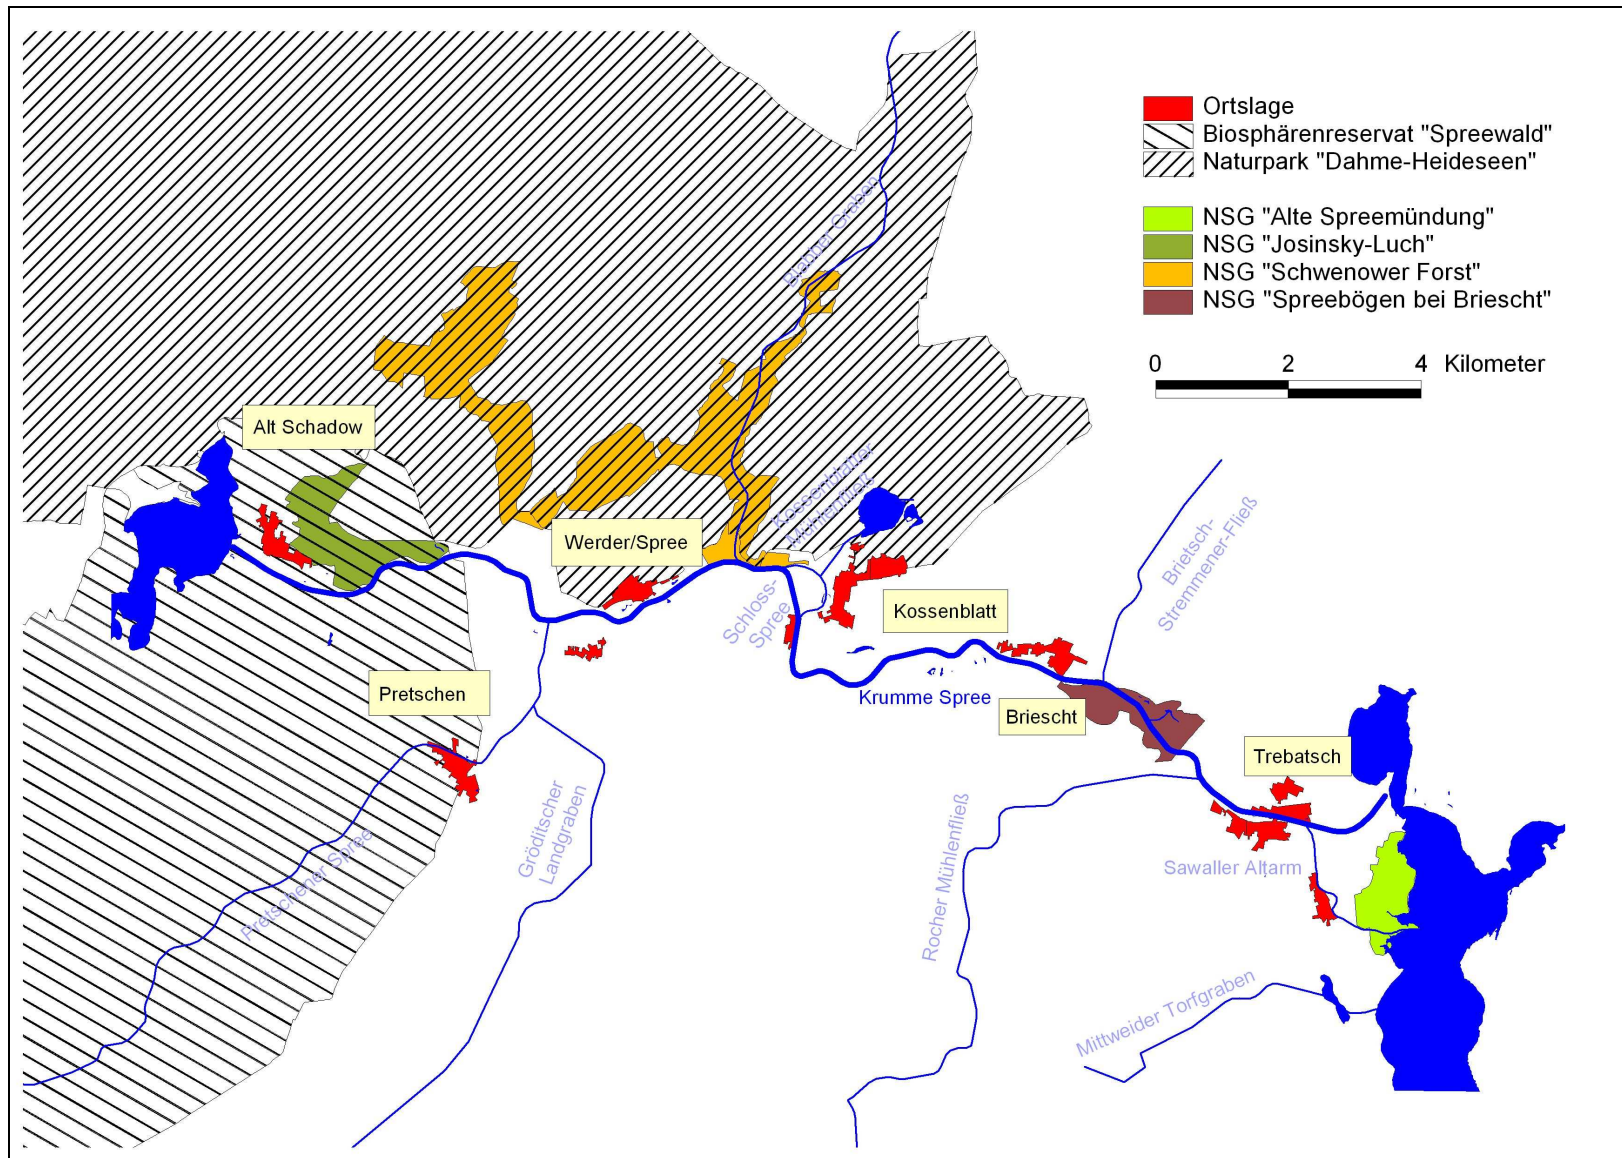 Ortslage
Biosphärenreservat "Spreewald"
Naturpark "Dahme-Heideseen"
NSG "Alte Spreemündung"
NSG "Josinsky-Luch"
NSG "Schwenower Forst"
NSG "Spreebögen bei Briescht"
0 2 4 Kilometer
Blabber Graben
Alt Schadow
Kossenblatter
Mühlenfließ
Werder/Spree
Brietsch-
Stremmener-Fließ
Schloss-
Spree
Kossenblatt
Pretschen
Krumme Spree
Briescht
Trebatsch
Gröditscher
Landgraben
Pretschener Spree
Rocher Mühlenfließ
Sawaller Altarm
Mittweider Torfgraben